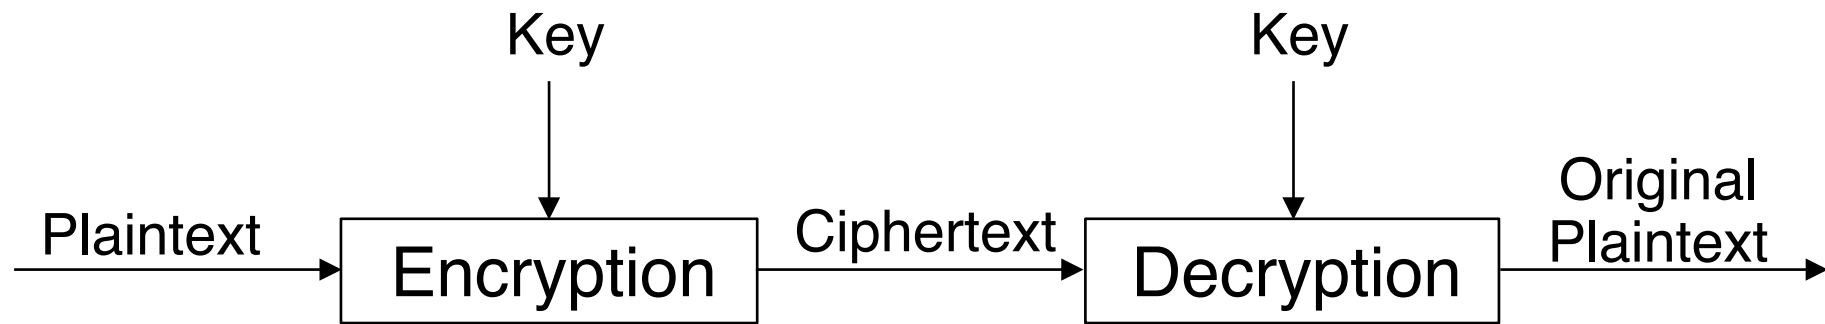 Key
Key
Plaintext
Encryption
Ciphertext
Decryption
Original
Plaintext